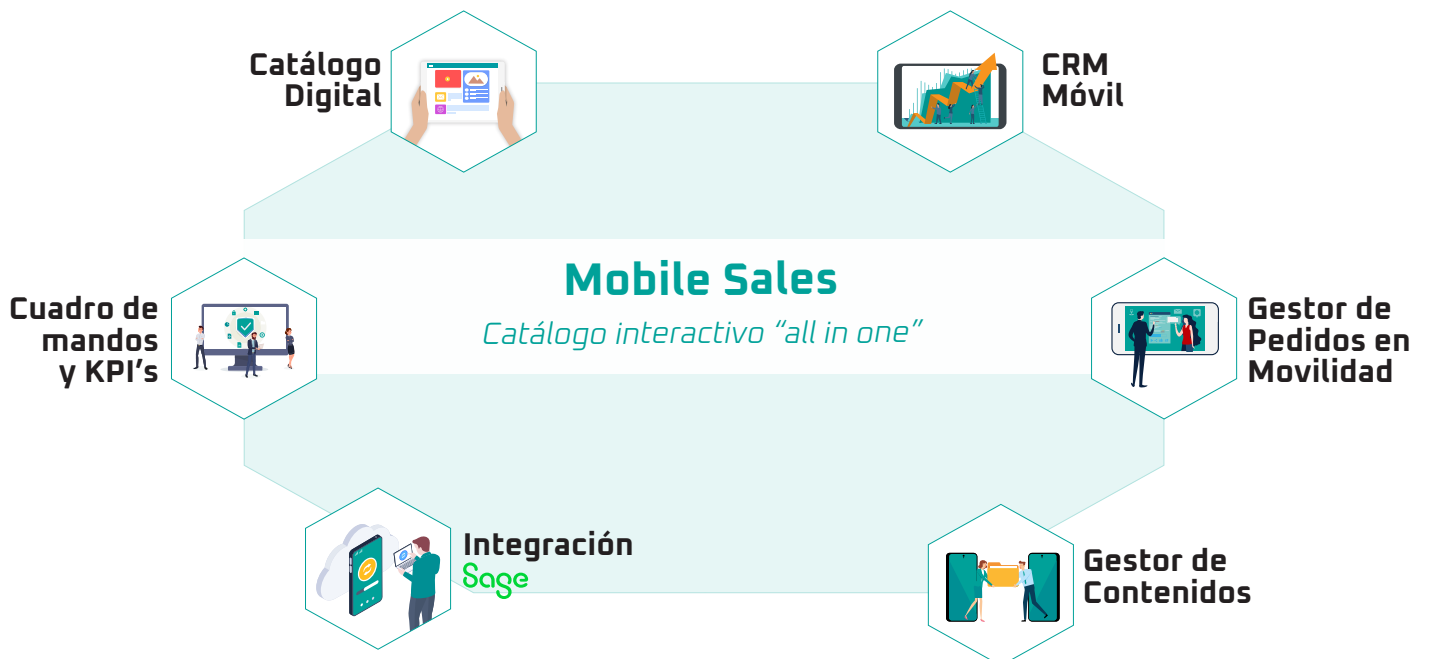 Catálogo
Digital
CRM
Móvil
Mobile Sales
Catálogo interactivo “all in one”
Cuadro de
mandos
y KPI’s
Gestor de
Pedidos en
Movilidad
Integración
Sage
Gestor de
Contenidos